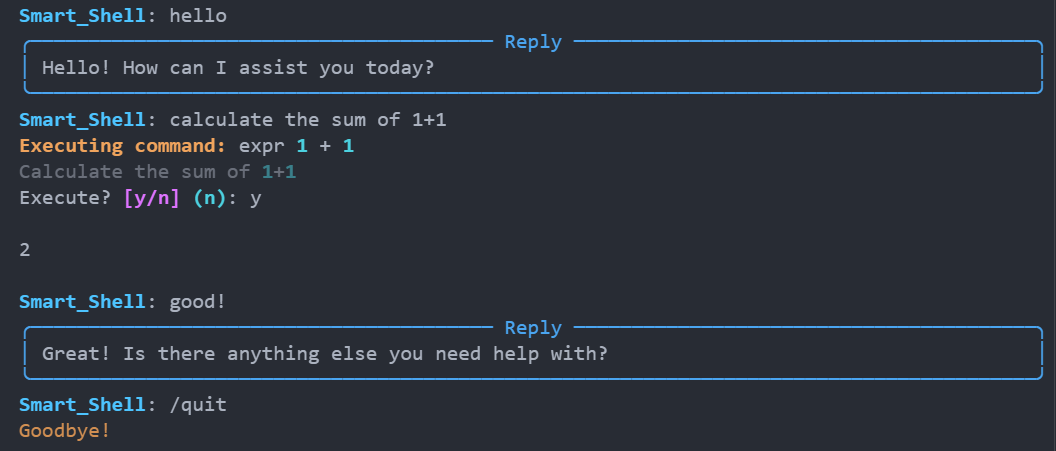 Smart_Shell: hello
Reply
Hello! How can I assist you today?
Smart_Shell: calculate the sum of 1+1
Executing command: expr 1 + 1
Calculate the sum of 1+1
Execute? [y/n] (n): y
2
Smart_Shell: good!
Reply
Great! Is there anything else you need help with?
Smart_Shell: /quit
Goodbye!